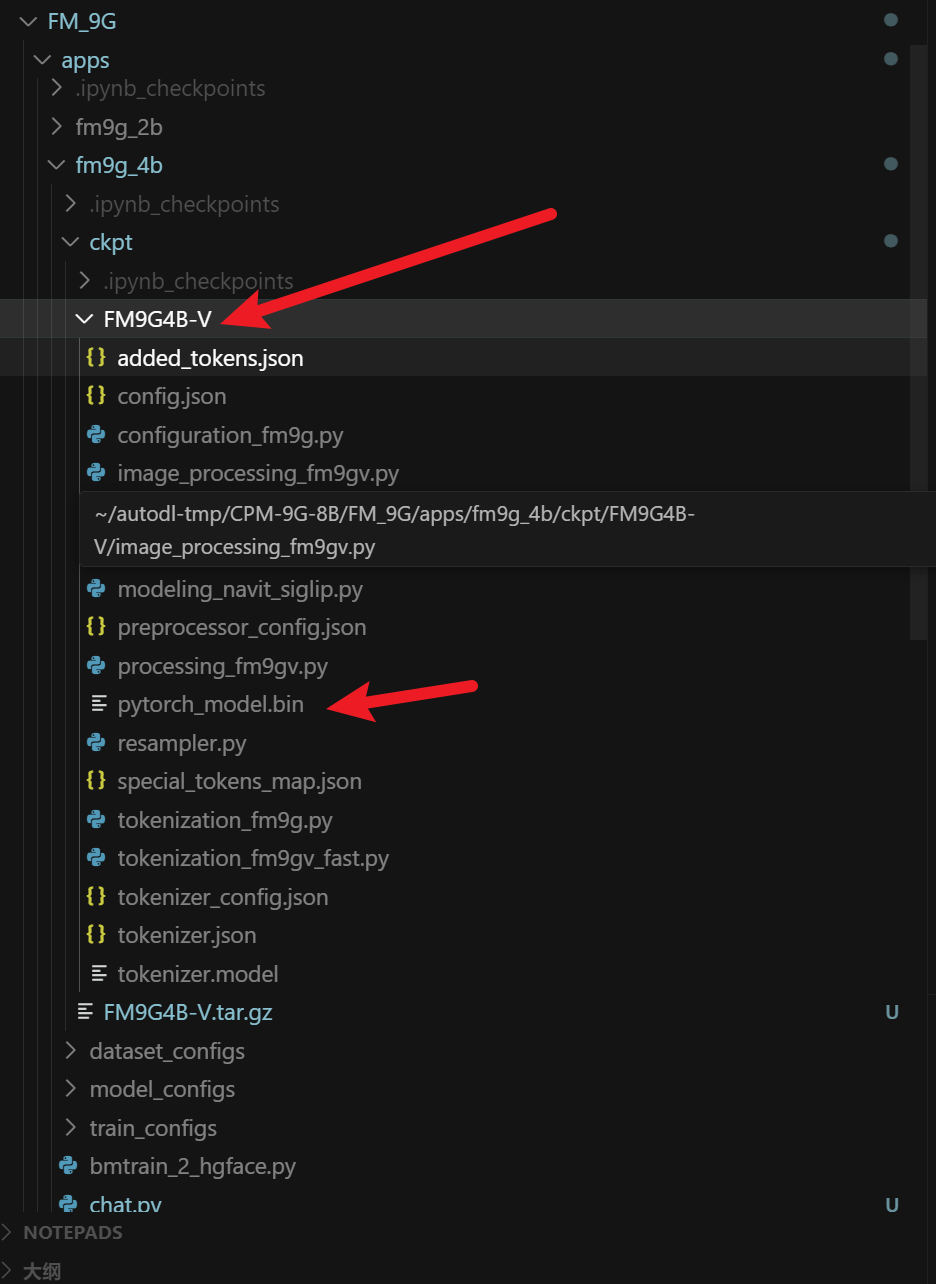 FM_9G
apps
.ipynb_checkpoints
fm9g_2b
fm9g_4b
.ipynb_checkpoints
ckpt
.ipynb_checkpoints
FM9G4B-V
added_tokens.json
config.json
configuration_fm9g.py
image_processing_fm9gv.py
~/autodl-tmp/CPM-9G-8B/FM_9G/apps/fm9g_4b/ckpt/FM9G4B-
V/image_processing_fm9gv.py
modeling_navit_siglip.py
preprocessor_config.json
processing_fm9gv.py
pytorch_model.bin
resampler.py
special_tokens_map.json
tokenization_fm9g.py
tokenization_fm9gv_fast.py
tokenizer_config.json
tokenizer.json
tokenizer.model
FM9G4B-V.tar.gz U
dataset_configs
model_configs
train_configs
bmtrain_2_hgface.py
chat.py U
NOTEPADS
大纲